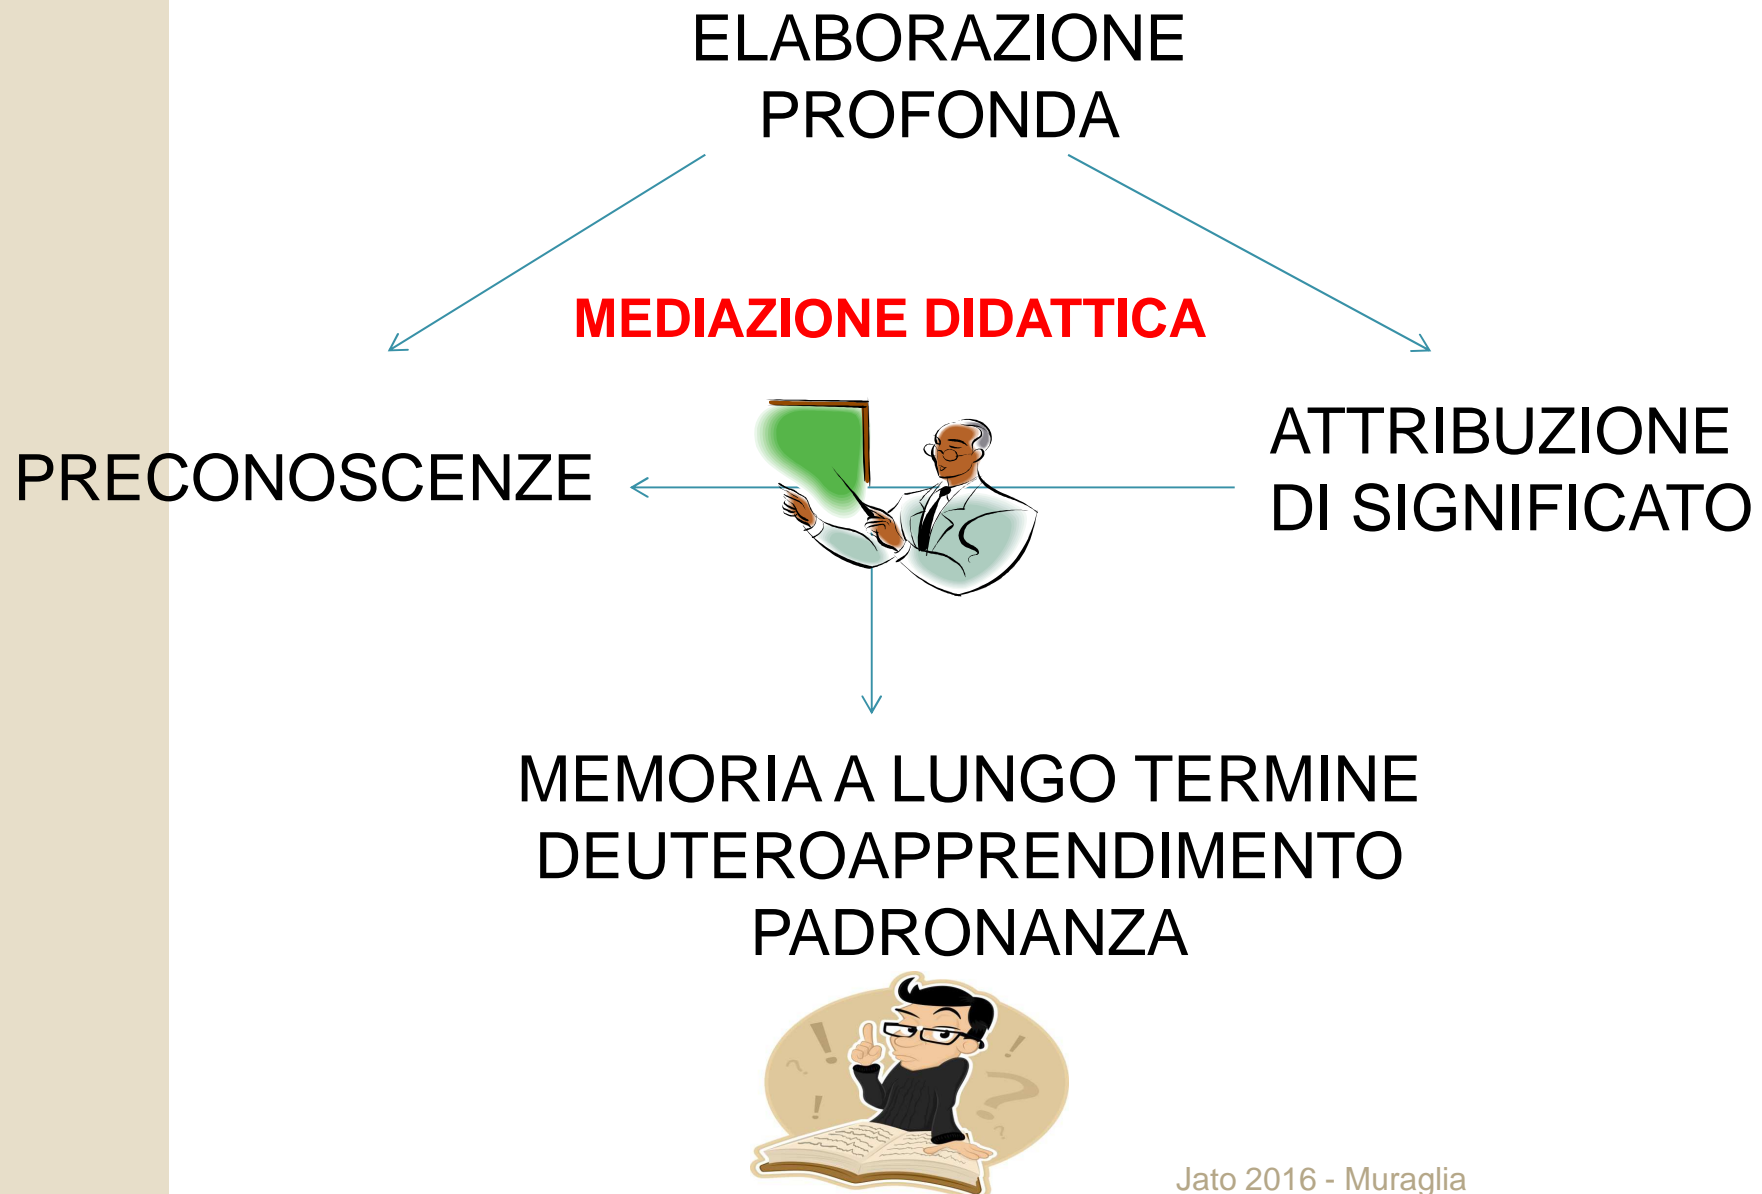 ELABORAZIONE
PROFONDA
MEDIAZIONE DIDATTICA
PRECONOSCENZE
ATTRIBUZIONE
DI SIGNIFICATO
MEMORIA A LUNGO TERMINE
DEUTEROAPPRENDIMENTO
PADRONANZA
Jato 2016 - Muraglia